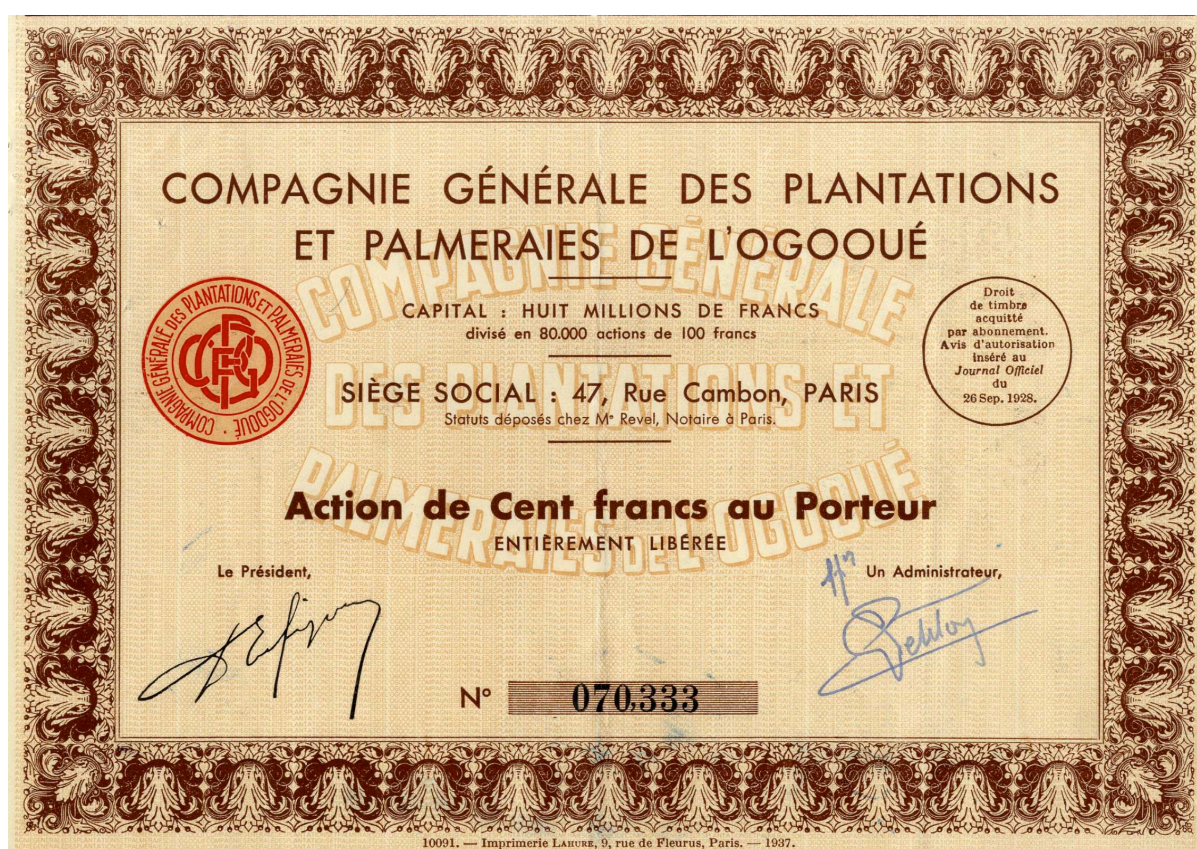 COMPAGNIE GÉNÉRALE DES PLANTATIONS
ET PALMERAIES DE L'OGOOUÉ
COMPAGNIE GÉNÉRALE
DES PLANTATIONS ET
PALMERAIES DE L'OGOOUÉ
CAPITAL : HUIT MILLIONS DE FRANCS
divisé en 80.000 actions de 100 francs
COMPAGNIE GÉNÉRALE DES PLANTATIONS ET PALMERAIES DE L'OGOOUÉ
Droit
de timbre
acquitté
par abonnement.
Avis d'autorisation
inséré au
Journal Officiel
du
26 Sep. 1928.
SIÈGE SOCIAL : 47, Rue Cambon, PARIS
Statuts déposés chez Mᵉ Revel, Notaire à Paris.
Action de Cent francs au Porteur
ENTIÈREMENT LIBÉRÉE
Le Président,
Un Administrateur,
N° 070,333
10091. — Imprimerie LAHURE, 9, rue de Fleurus, Paris. — 1937.